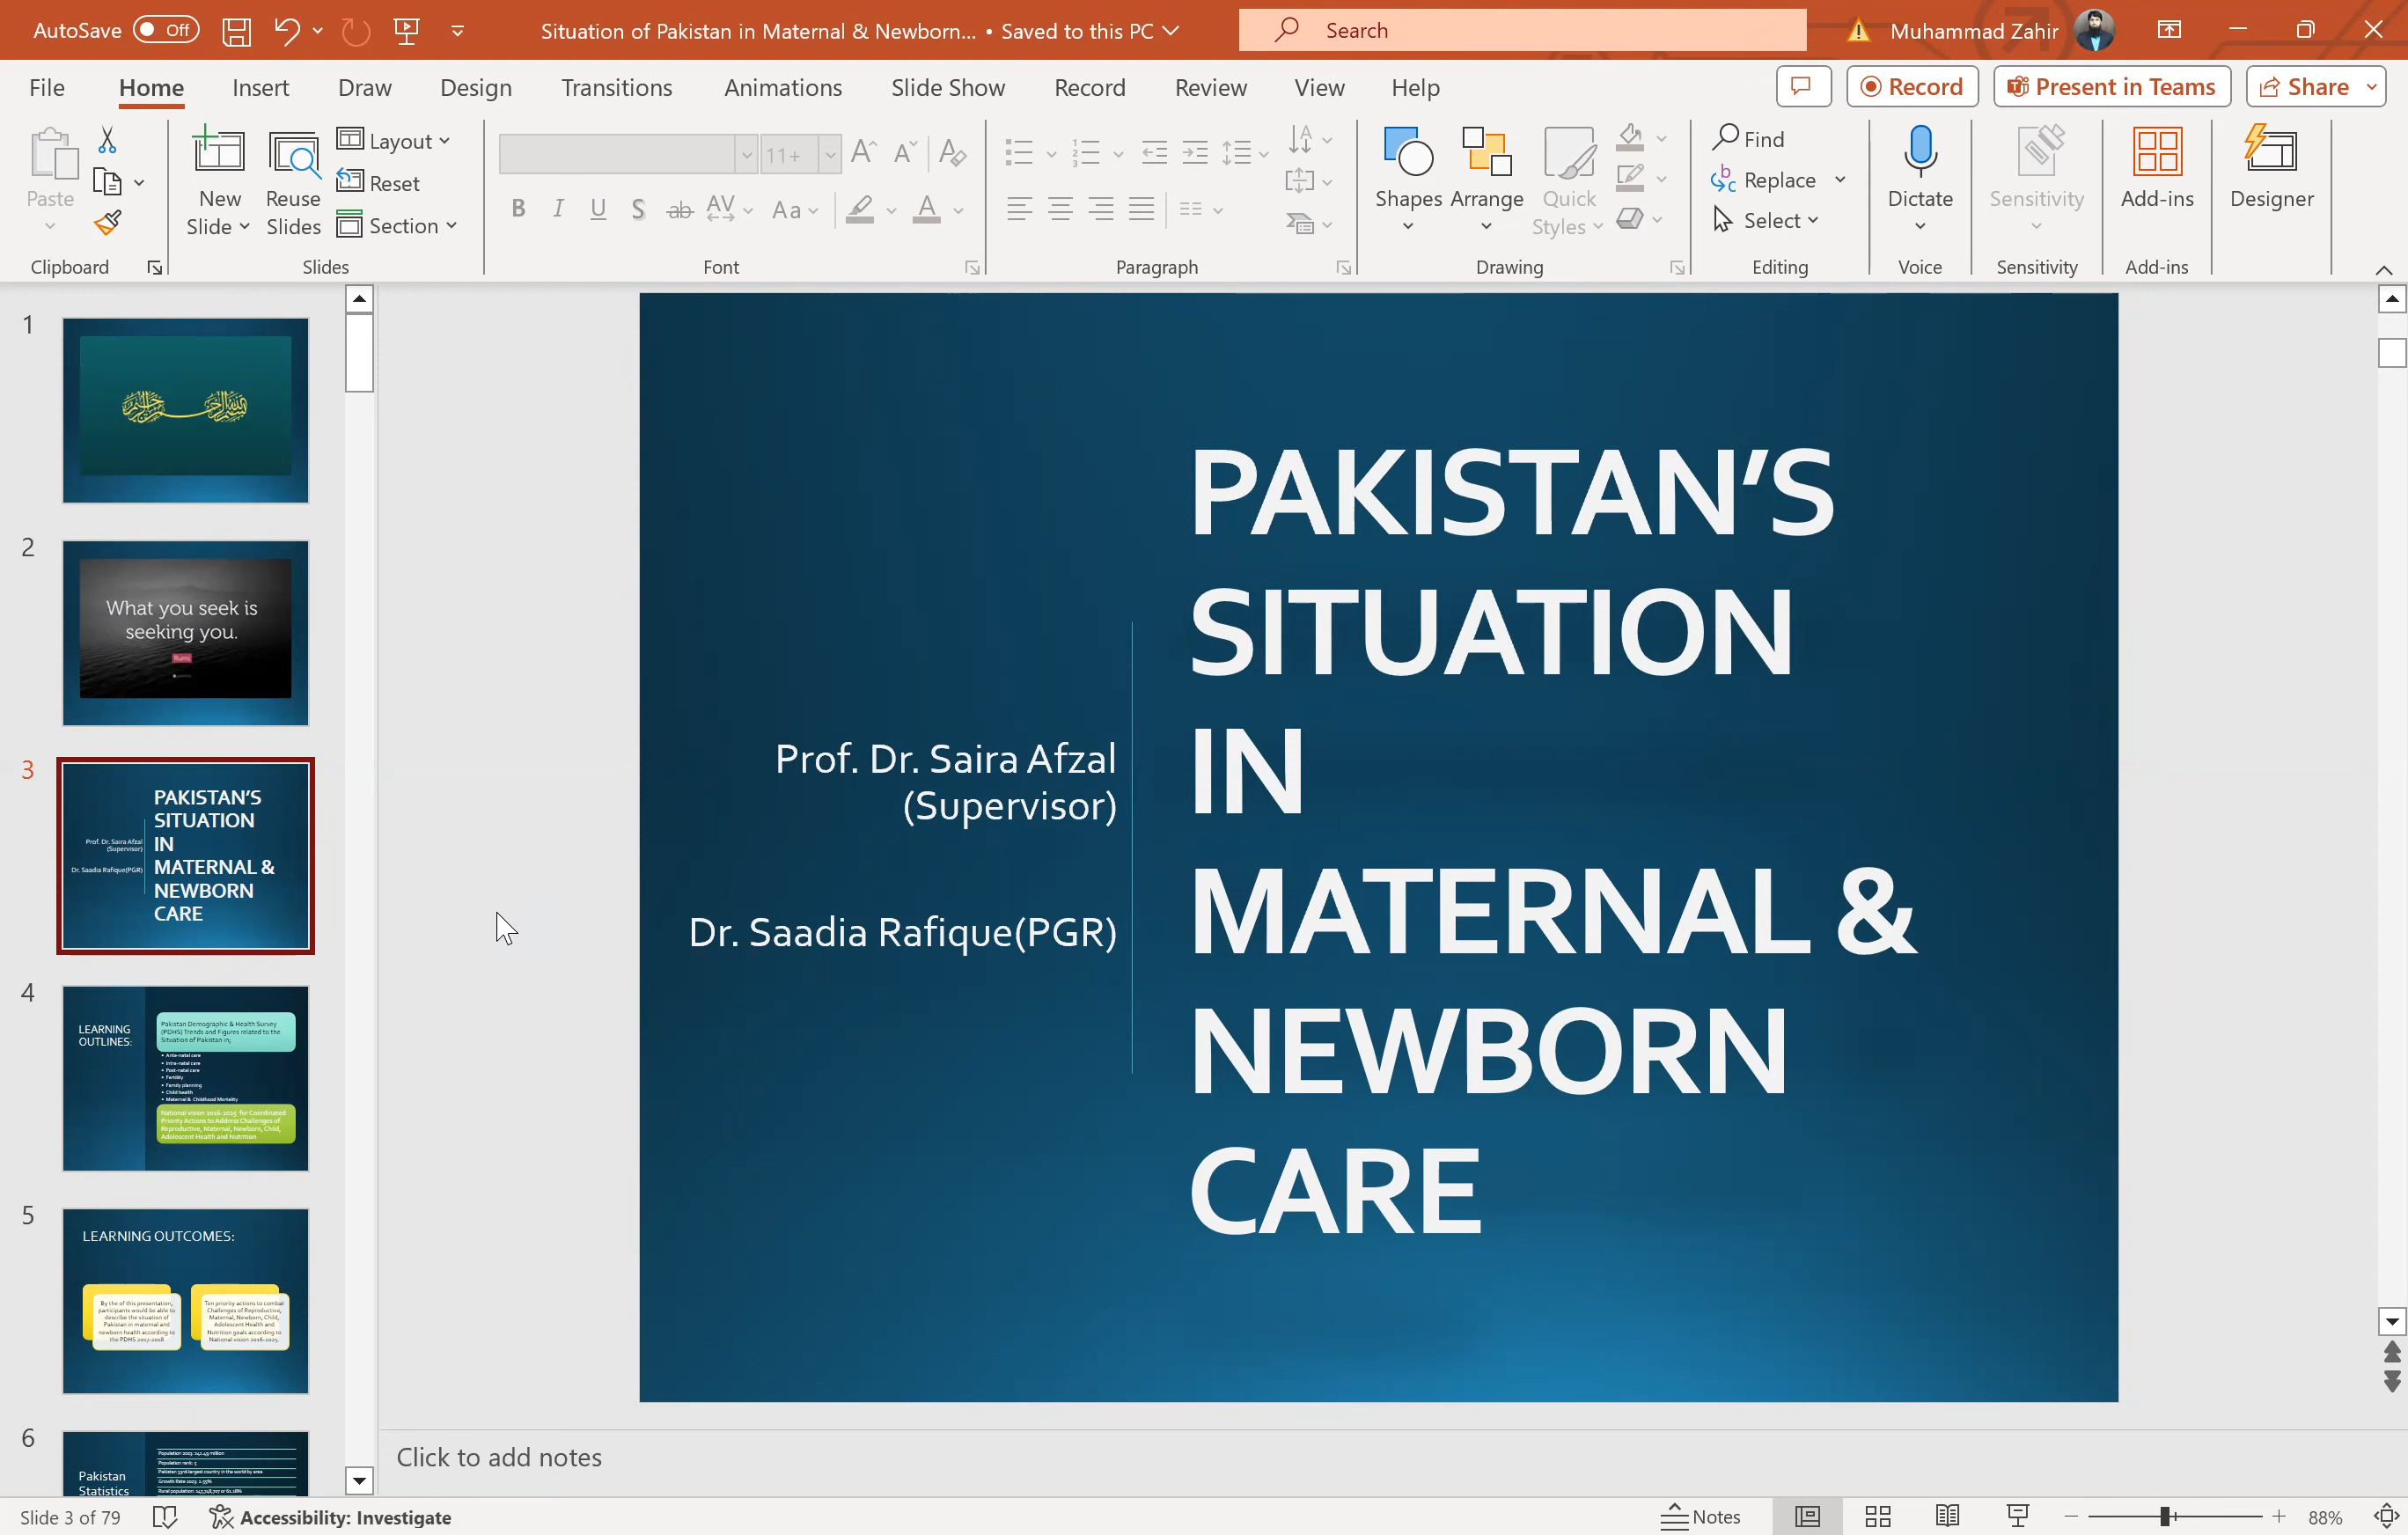 AutoSave Off
Situation of Pakistan in Maternal & Newborn... • Saved to this PC
Search
Muhammad Zahir
File Home Insert Draw Design Transitions Animations Slide Show Record Review View Help
Record Present in Teams Share
Paste
Clipboard
New Slide
Reuse Slides
Layout
Reset
Section
Slides
11+
Font
Paragraph
Shapes Arrange Quick Styles
Drawing
Find
Replace
Select
Editing
Dictate
Voice
Sensitivity
Sensitivity
Add-ins
Add-ins
Designer
1
2
What you seek is
seeking you.
Rumi
3
Prof. Dr. Saira Afzal
(Supervisor)
Dr. Saadia Rafique(PGR)
PAKISTAN’S
SITUATION
IN
MATERNAL &
NEWBORN
CARE
4
LEARNING
OUTLINES:
Pakistan Demographic & Health Survey
(PDHS) Trends and Figures related to the
Situation of Pakistan in;
• Ante-natal care
• Intra-natal care
• Post-natal care
• Fertility
• Family planning
• Child health
• Maternal & Childhood Mortality
National vision 2016-2025 for Coordinated
Priority Actions to Address Challenges of
Reproductive, Maternal, Newborn, Child,
Adolescent Health and Nutrition
5
LEARNING OUTCOMES:
By the of this presentation,
participants would be able to
describe the situation of
Pakistan in maternal and
newborn health according to
the PDHS 2017-2018
Ten priority actions to combat
Challenges of Reproductive,
Maternal, Newborn, Child,
Adolescent Health and
Nutrition goals according to
National vision 2016-2025.
6
Pakistan
Statistics
Population 2023: 241.49 million
Population rank: 5
Pakistan 33rd-largest country in the world by area
Growth Rate 2023: 2.55%
Prof. Dr. Saira Afzal
(Supervisor)
Dr. Saadia Rafique(PGR)
PAKISTAN’S
SITUATION
IN
MATERNAL &
NEWBORN
CARE
Click to add notes
Slide 3 of 79
Accessibility: Investigate
Notes
88%